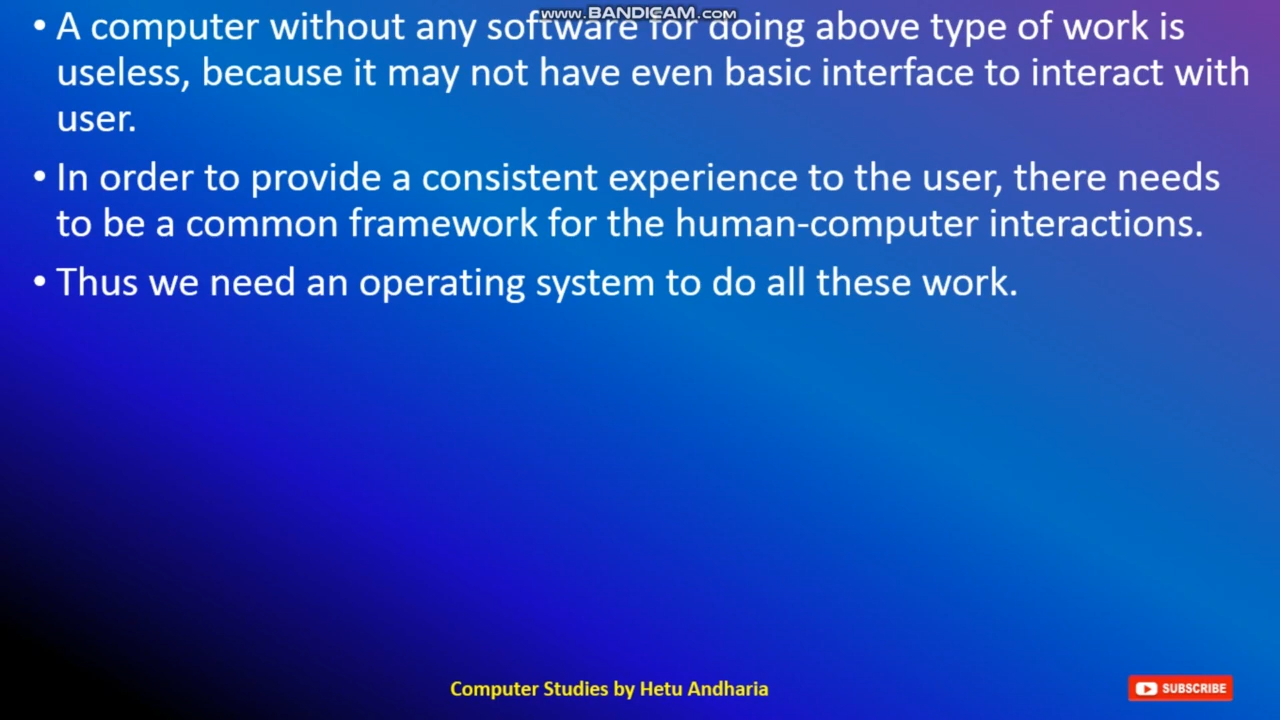 www.BANDICAM.com
• A computer without any software for doing above type of work is
useless, because it may not have even basic interface to interact with
user.
• In order to provide a consistent experience to the user, there needs
to be a common framework for the human-computer interactions.
• Thus we need an operating system to do all these work.
Computer Studies by Hetu Andharia
SUBSCRIBE